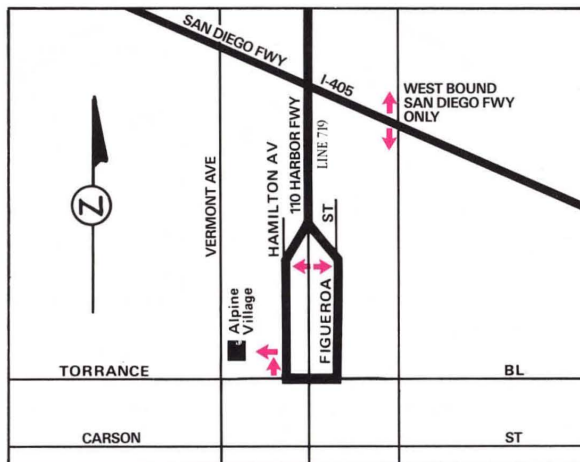 SAN DIEGO FWY
I-405
WEST BOUND
SAN DIEGO FWY
ONLY
VERMONT AVE
HAMILTON AV
110 HARBOR FWY
LINE 719
ST
FIGUEROA
N
Alpine
Village
TORRANCE
BL
CARSON
ST